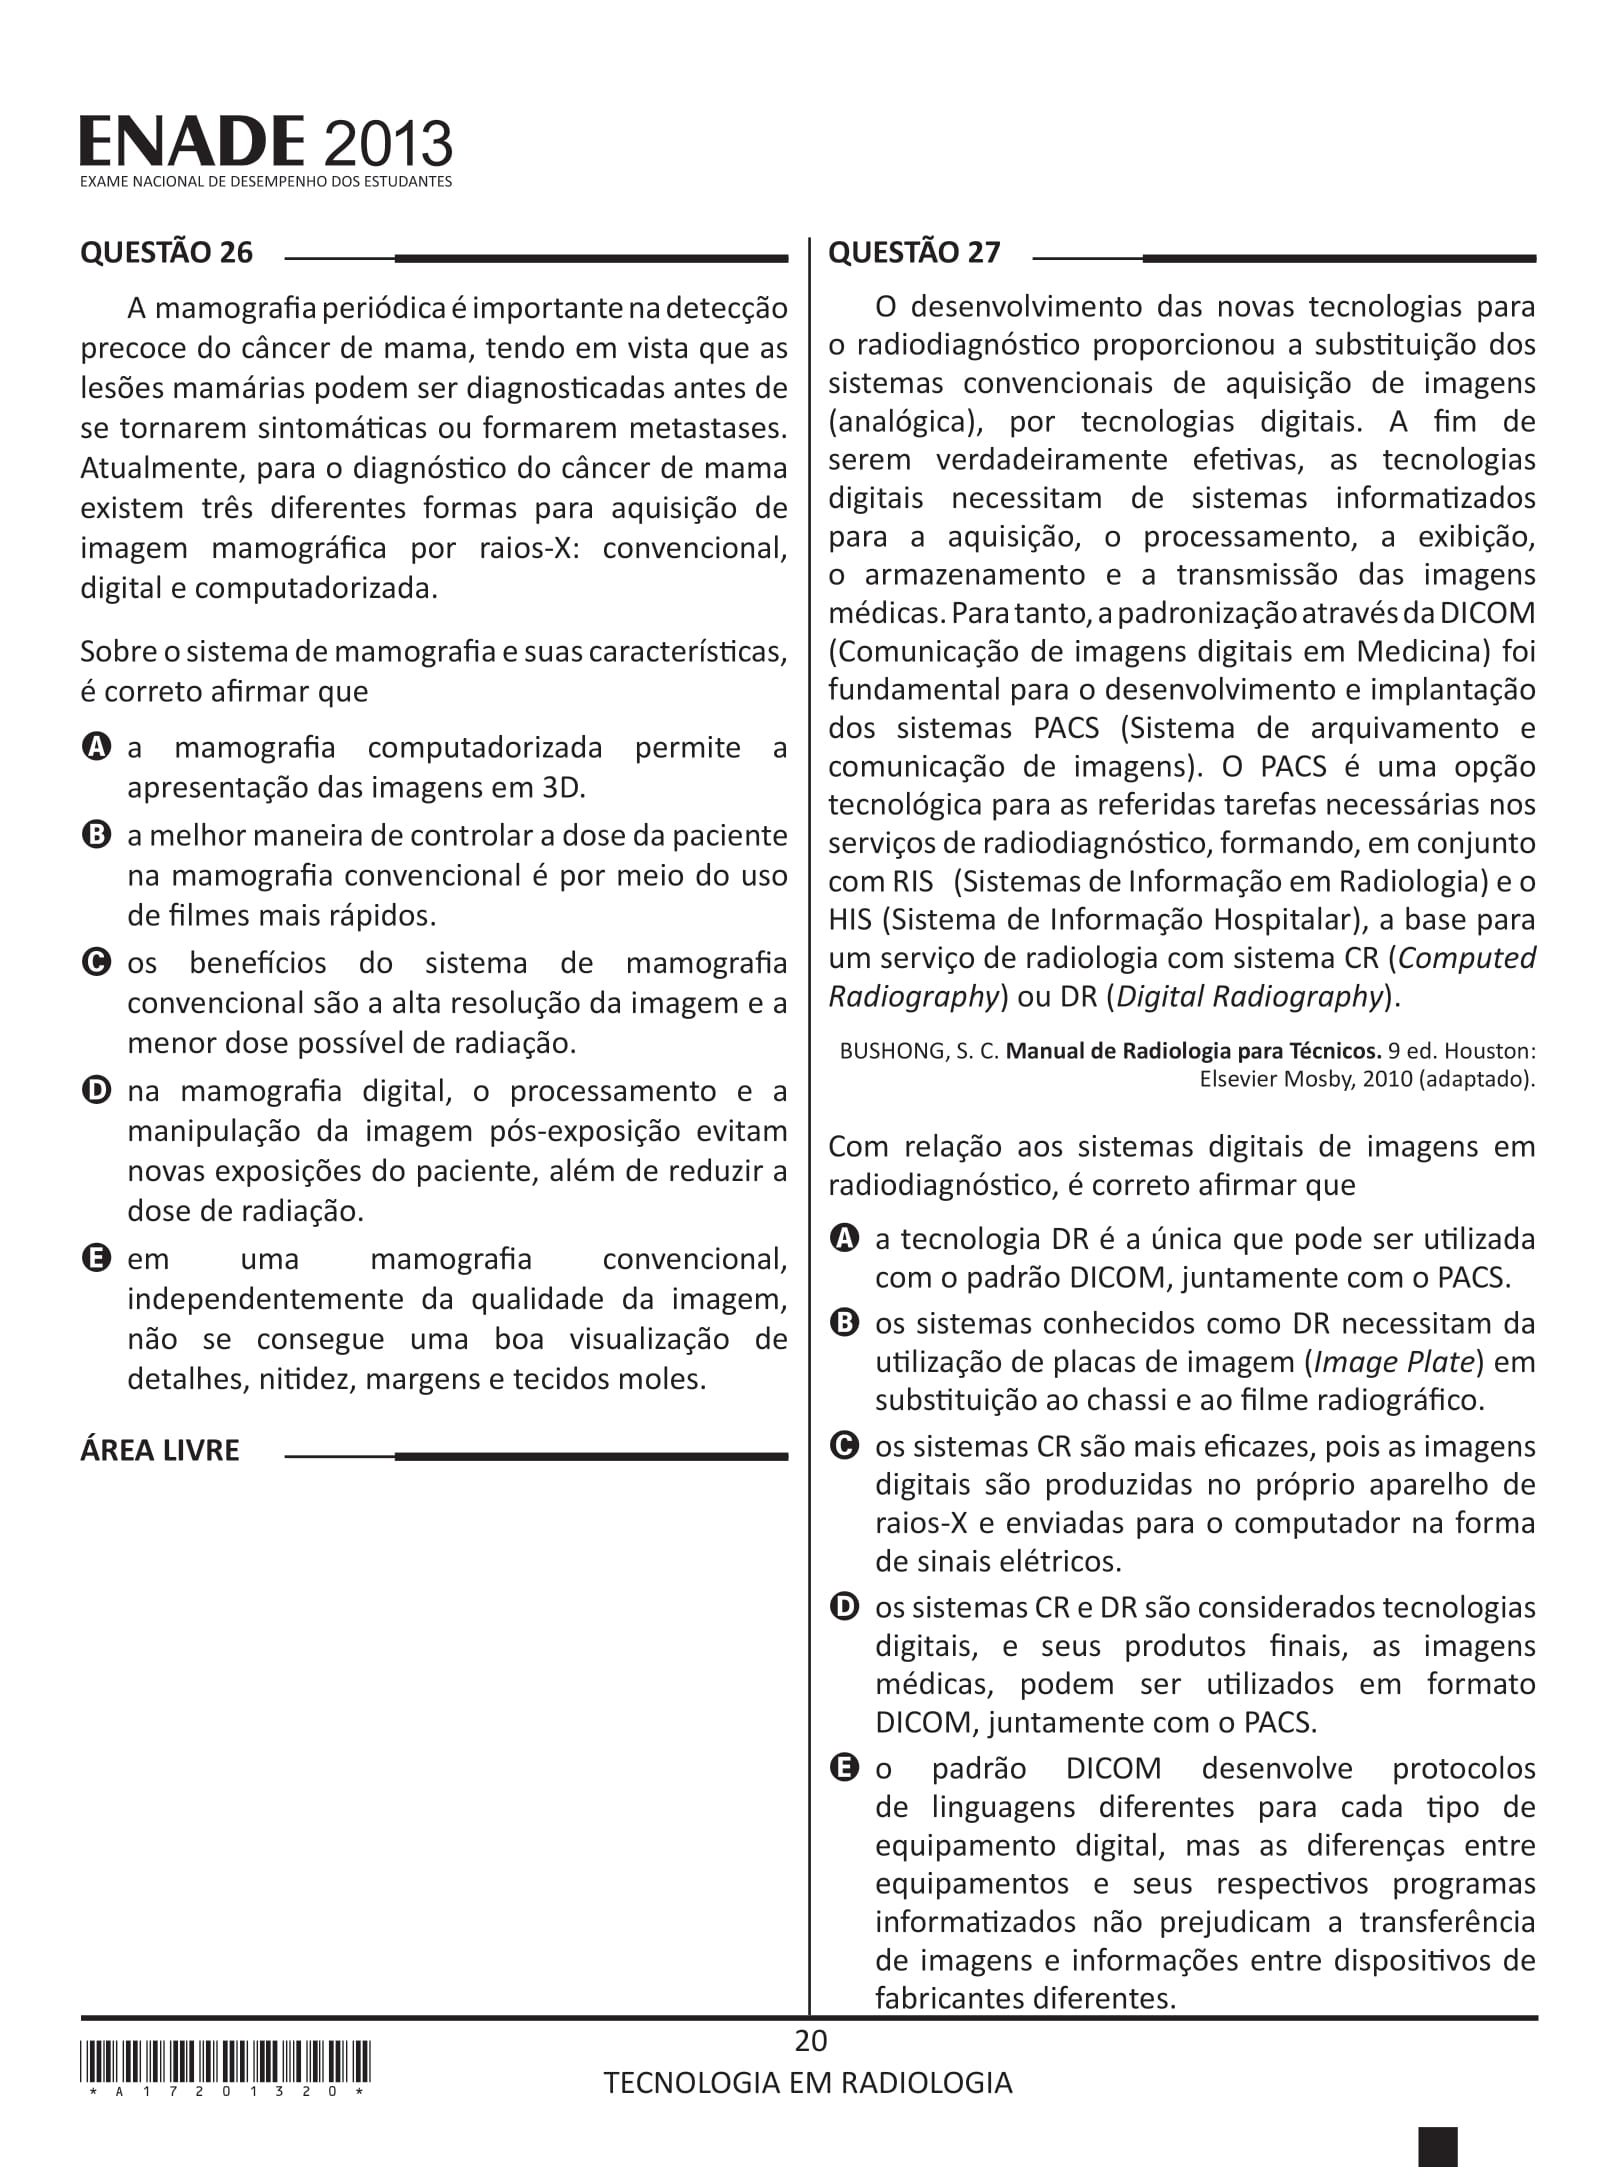 ENADE 2013
EXAME NACIONAL DE DESEMPENHO DOS ESTUDANTES
QUESTÃO 26
A mamografia periódica é importante na detecção
precoce do câncer de mama, tendo em vista que as
lesões mamárias podem ser diagnosticadas antes de
se tornarem sintomáticas ou formarem metastases.
Atualmente, para o diagnóstico do câncer de mama
existem três diferentes formas para aquisição de
imagem mamográfica por raios-X: convencional,
digital e computadorizada.
Sobre o sistema de mamografia e suas características,
é correto afirmar que
A a mamografia computadorizada permite a
apresentação das imagens em 3D.
B a melhor maneira de controlar a dose da paciente
na mamografia convencional é por meio do uso
de filmes mais rápidos.
C os benefícios do sistema de mamografia
convencional são a alta resolução da imagem e a
menor dose possível de radiação.
D na mamografia digital, o processamento e a
manipulação da imagem pós-exposição evitam
novas exposições do paciente, além de reduzir a
dose de radiação.
E em uma mamografia convencional,
independentemente da qualidade da imagem,
não se consegue uma boa visualização de
detalhes, nitidez, margens e tecidos moles.
ÁREA LIVRE
QUESTÃO 27
O desenvolvimento das novas tecnologias para
o radiodiagnóstico proporcionou a substituição dos
sistemas convencionais de aquisição de imagens
(analógica), por tecnologias digitais. A fim de
serem verdadeiramente efetivas, as tecnologias
digitais necessitam de sistemas informatizados
para a aquisição, o processamento, a exibição,
o armazenamento e a transmissão das imagens
médicas. Para tanto, a padronização através da DICOM
(Comunicação de imagens digitais em Medicina) foi
fundamental para o desenvolvimento e implantação
dos sistemas PACS (Sistema de arquivamento e
comunicação de imagens). O PACS é uma opção
tecnológica para as referidas tarefas necessárias nos
serviços de radiodiagnóstico, formando, em conjunto
com RIS (Sistemas de Informação em Radiologia) e o
HIS (Sistema de Informação Hospitalar), a base para
um serviço de radiologia com sistema CR (Computed
Radiography) ou DR (Digital Radiography).
BUSHONG, S. C. Manual de Radiologia para Técnicos. 9 ed. Houston:
Elsevier Mosby, 2010 (adaptado).
Com relação aos sistemas digitais de imagens em
radiodiagnóstico, é correto afirmar que
A a tecnologia DR é a única que pode ser utilizada
com o padrão DICOM, juntamente com o PACS.
B os sistemas conhecidos como DR necessitam da
utilização de placas de imagem (Image Plate) em
substituição ao chassi e ao filme radiográfico.
C os sistemas CR são mais eficazes, pois as imagens
digitais são produzidas no próprio aparelho de
raios-X e enviadas para o computador na forma
de sinais elétricos.
D os sistemas CR e DR são considerados tecnologias
digitais, e seus produtos finais, as imagens
médicas, podem ser utilizados em formato
DICOM, juntamente com o PACS.
E o padrão DICOM desenvolve protocolos
de linguagens diferentes para cada tipo de
equipamento digital, mas as diferenças entre
equipamentos e seus respectivos programas
informatizados não prejudicam a transferência
de imagens e informações entre dispositivos de
fabricantes diferentes.
20
TECNOLOGIA EM RADIOLOGIA
*A17201320*